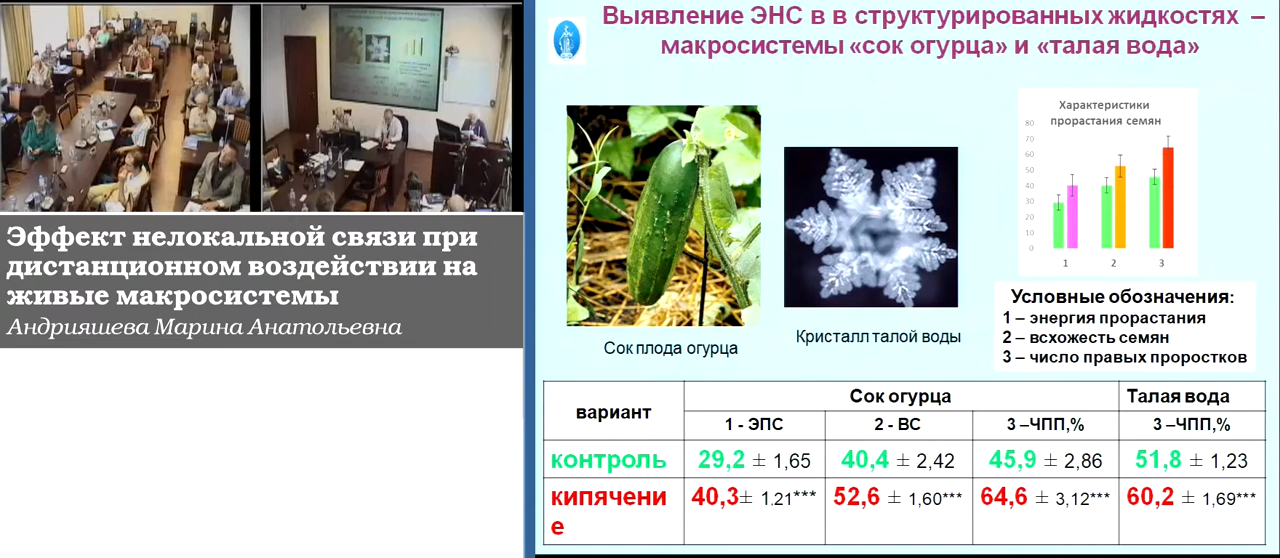 Эффект нелокальной связи при
дистанционном воздействии на
живые макросистемы
Андрияшева Марина Анатольевна
Выявление ЭНС в в структурированных жидкостях –
макросистемы «сок огурца» и «талая вода»
Сок плода огурца
Кристалл талой воды
Характеристики
прорастания семян
80
70
60
50
40
30
20
10
0
1 2 3
Условные обозначения:
1 – энергия прорастания
2 – всхожесть семян
3 – число правых проростков
вариант Сок огурца Талая вода
1 - ЭПС 2 - ВС 3 –ЧПП,% 3 –ЧПП,%
контроль 29,2 ± 1,65 40,4 ± 2,42 45,9 ± 2,86 51,8 ± 1,23
кипячени 40,3± 1.21*** 52,6 ± 1,60*** 64,6 ± 3,12*** 60,2 ± 1,69***
е